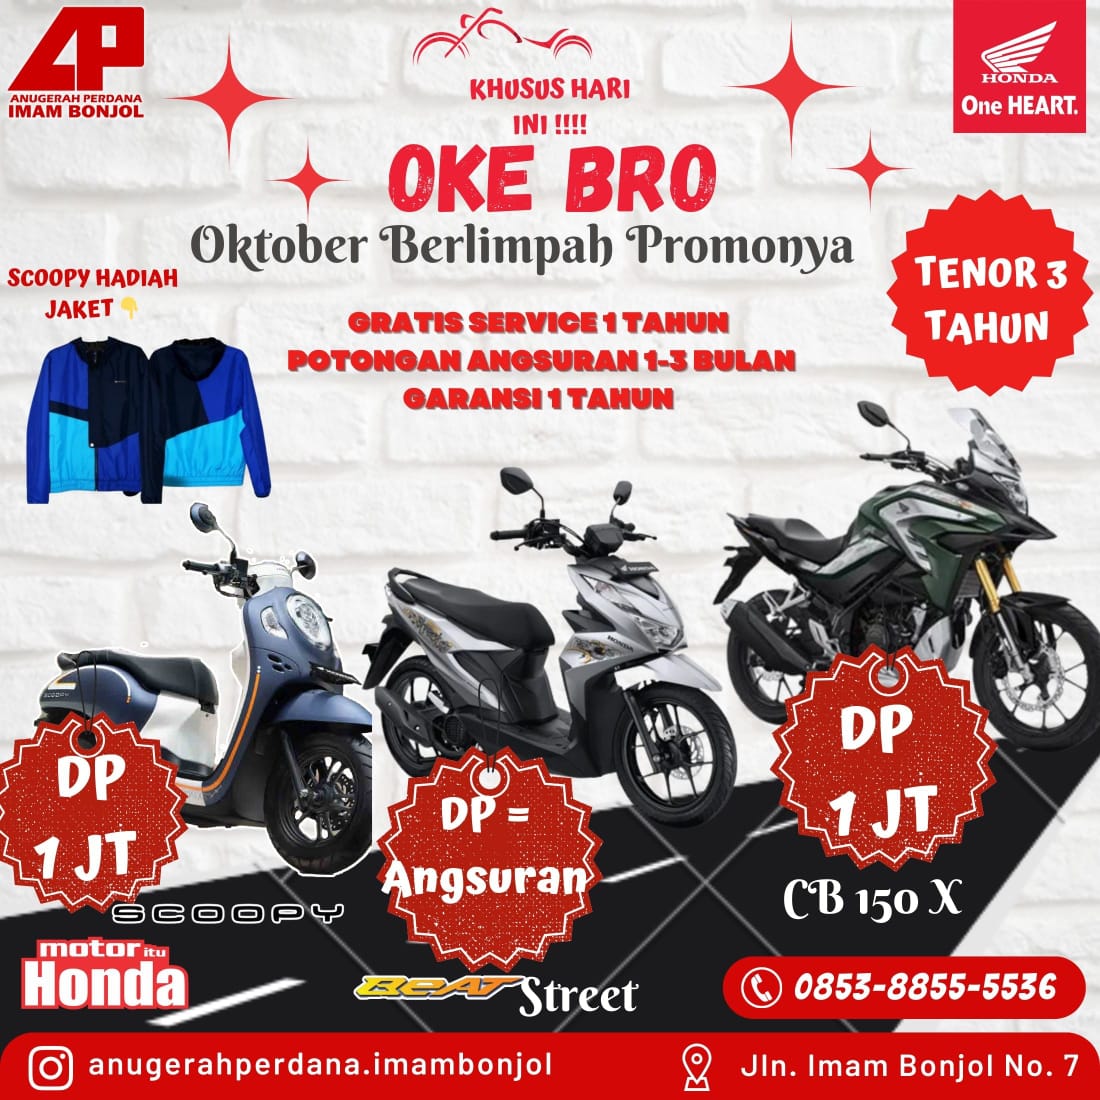 ANUGERAH PERDANA
IMAM BONJOL
KHUSUS HARI
INI !!!!
HONDA
One HEART.
OKE BRO
Oktober Berlimpah Promonya
SCOOPY HADIAH
JAKET 👇
TENOR 3
TAHUN
GRATIS SERVICE 1 TAHUN
POTONGAN ANGSURAN 1-3 BULAN
GARANSI 1 TAHUN
HONDA
HONDA
SCOOPY
DP
1 JT
DP =
Angsuran
DP
1 JT
SCOOPY
CB 150 X
motor itu
Honda
BeAT Street
0853-8855-5536
anugerahperdana.imambonjol
Jln. Imam Bonjol No. 7